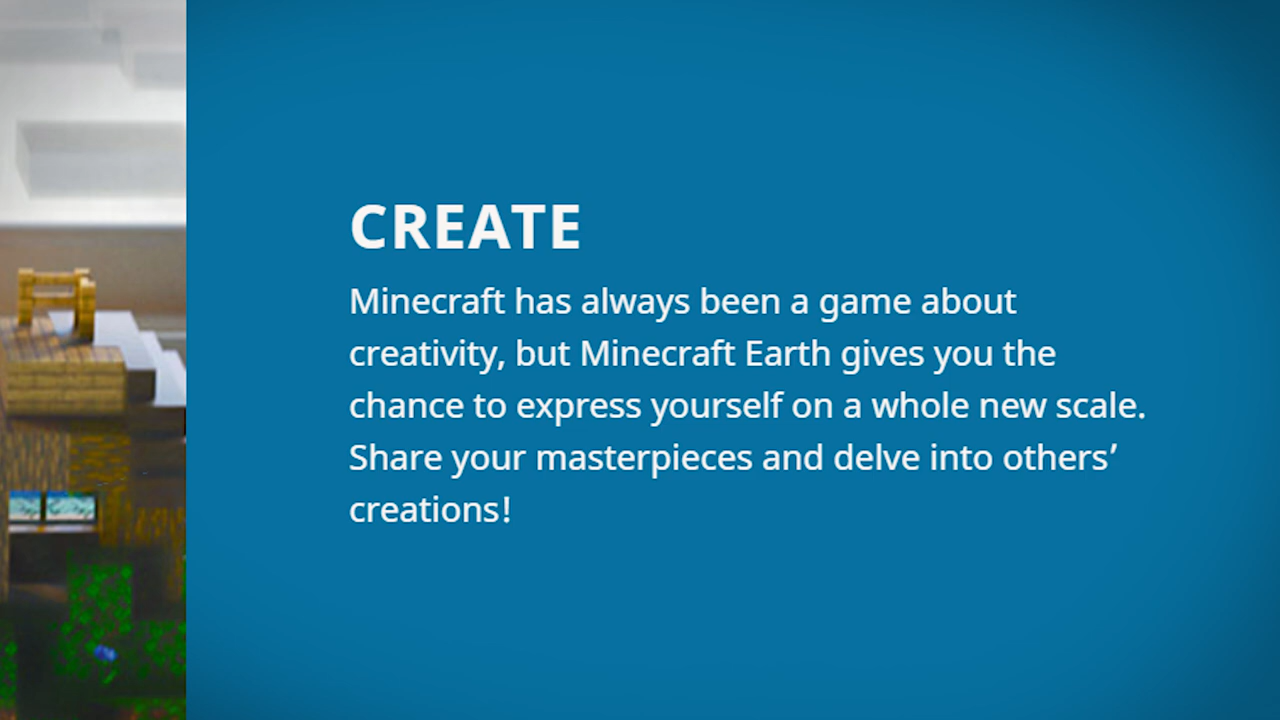 CREATE
Minecraft has always been a game about
creativity, but Minecraft Earth gives you the
chance to express yourself on a whole new scale.
Share your masterpieces and delve into others’
creations!